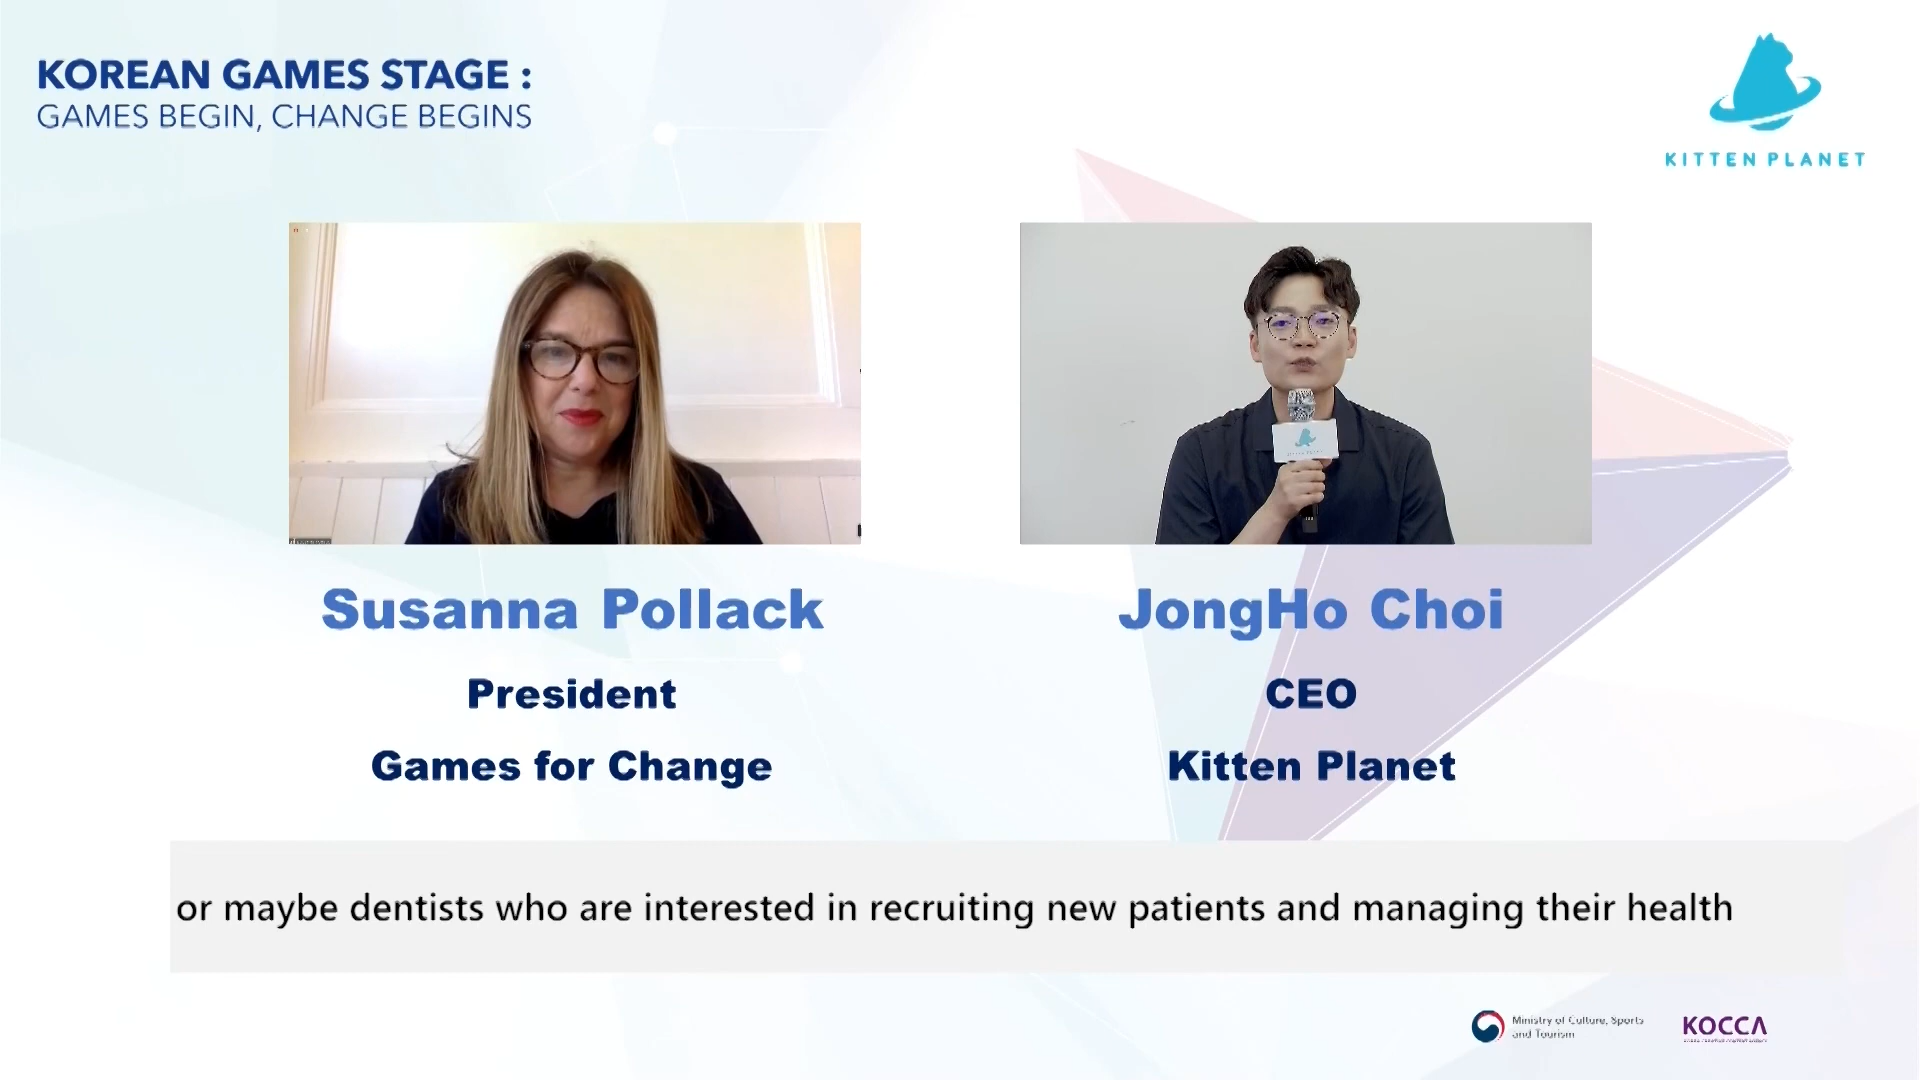 KOREAN GAMES STAGE :
GAMES BEGIN, CHANGE BEGINS
KITTEN PLANET
Susanna Pollack
President
Games for Change
JongHo Choi
CEO
Kitten Planet
or maybe dentists who are interested in recruiting new patients and managing their health
Ministry of Culture, Sports
and Tourism
KOCCA